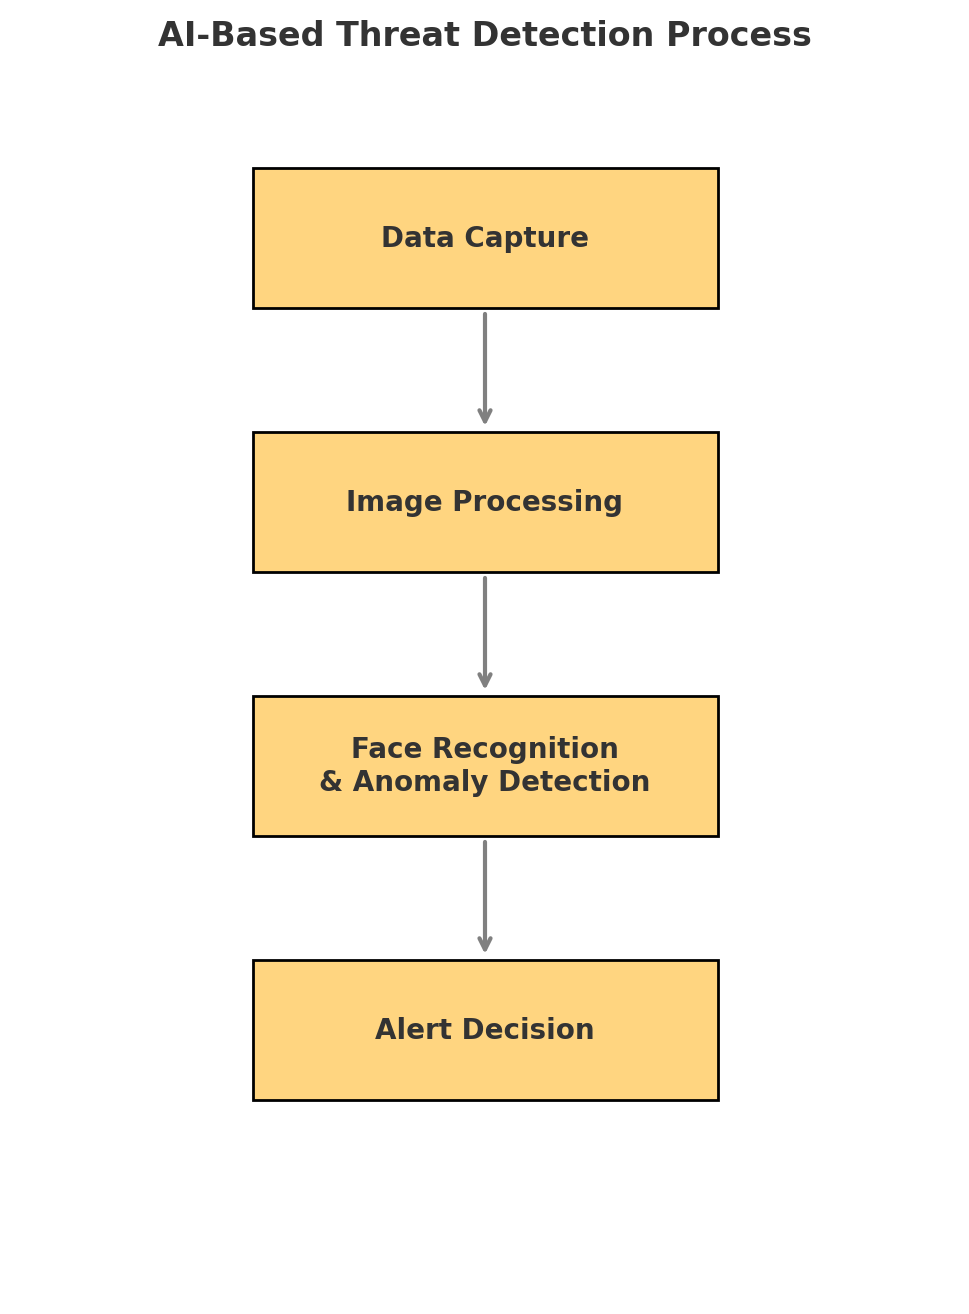 AI-Based Threat Detection Process
Data Capture
Image Processing
Face Recognition
& Anomaly Detection
Alert Decision